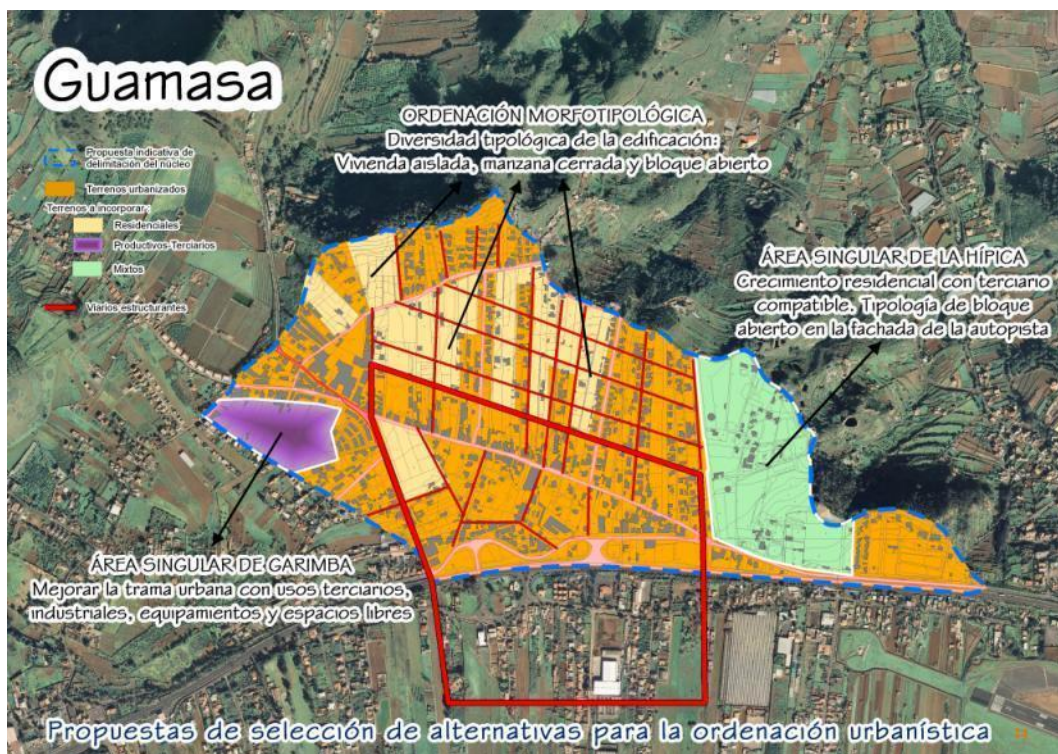 Guamasa
Propuesta indicativa de
delimitación del núcleo
Terrenos urbanizados
Terrenos a incorporar:
Residenciales
Productivos-Terciarios
Mixtos
Viarios estructurantes
ORDENACIÓN MORFOTIPOLÓGICA
Diversidad tipológica de la edificación:
Vivienda aislada, manzana cerrada y bloque abierto
ÁREA SINGULAR DE LA HÍPICA
Crecimiento residencial con terciario
compatible. Tipología de bloque
abierto en la fachada de la autopista
ÁREA SINGULAR DE GARIMBA
Mejorar la trama urbana con usos terciarios,
industriales, equipamientos y espacios libres
Propuestas de selección de alternativas para la ordenación urbanística